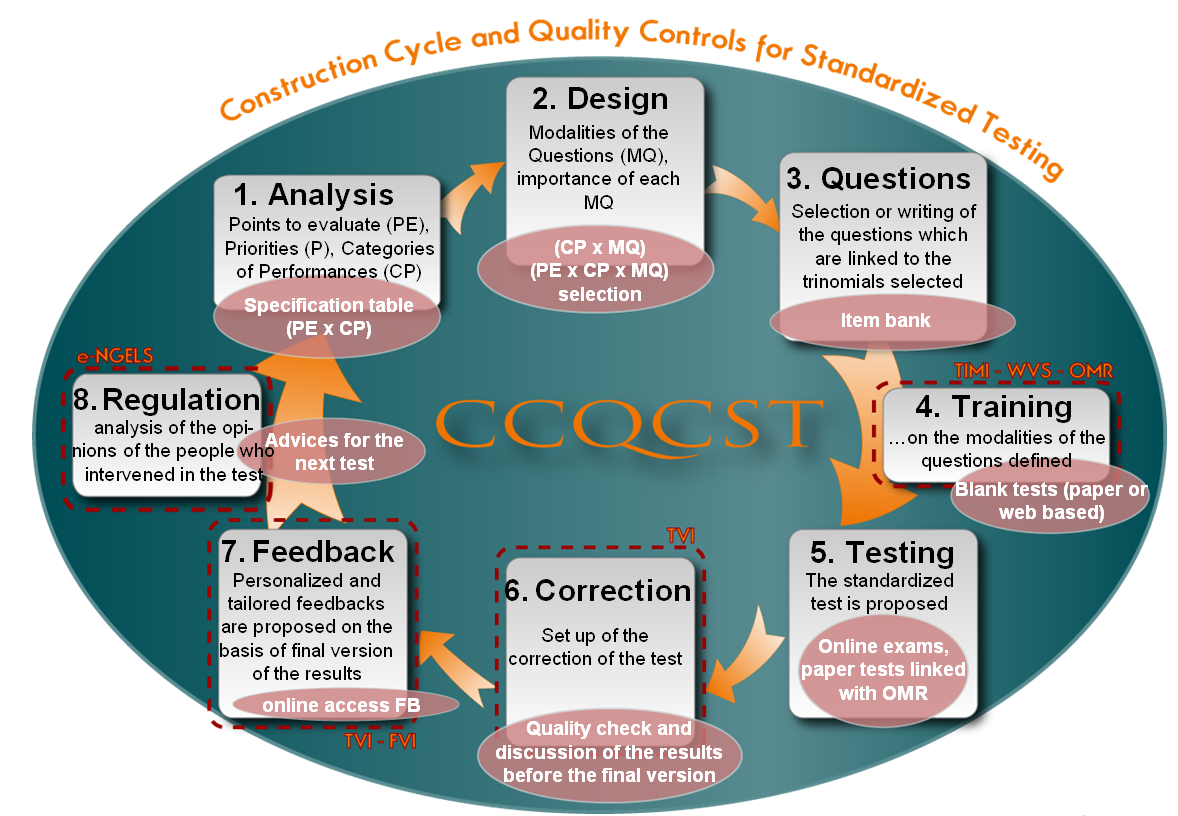 Construction Cycle and Quality Controls for Standardized Testing
1. Analysis
Points to evaluate (PE),
Priorities (P), Categories
of Performances (CP)
Specification table
(PE x CP)
2. Design
Modalities of the
Questions (MQ),
importance of each
MQ
(CP x MQ)
(PE x CP x MQ)
selection
3. Questions
Selection or writing of
the questions which
are linked to the
trinomials selected
Item bank
TIMI - WVS - OMR
4. Training
...on the modalities of the
questions defined
Blank tests (paper or
web based)
5. Testing
The standardized
test is proposed
Online exams,
paper tests linked
with OMR
TVI
6. Correction
Set up of the
correction of the test
Quality check and
discussion of the results
before the final version
7. Feedback
Personalized and
tailored feedbacks
are proposed on the
basis of final version
of the results
online access FB
TVI - FVI
e-NGELS
8. Regulation
analysis of the opi-
nions of the people who
intervened in the test
Advices for the
next test
CCQCST